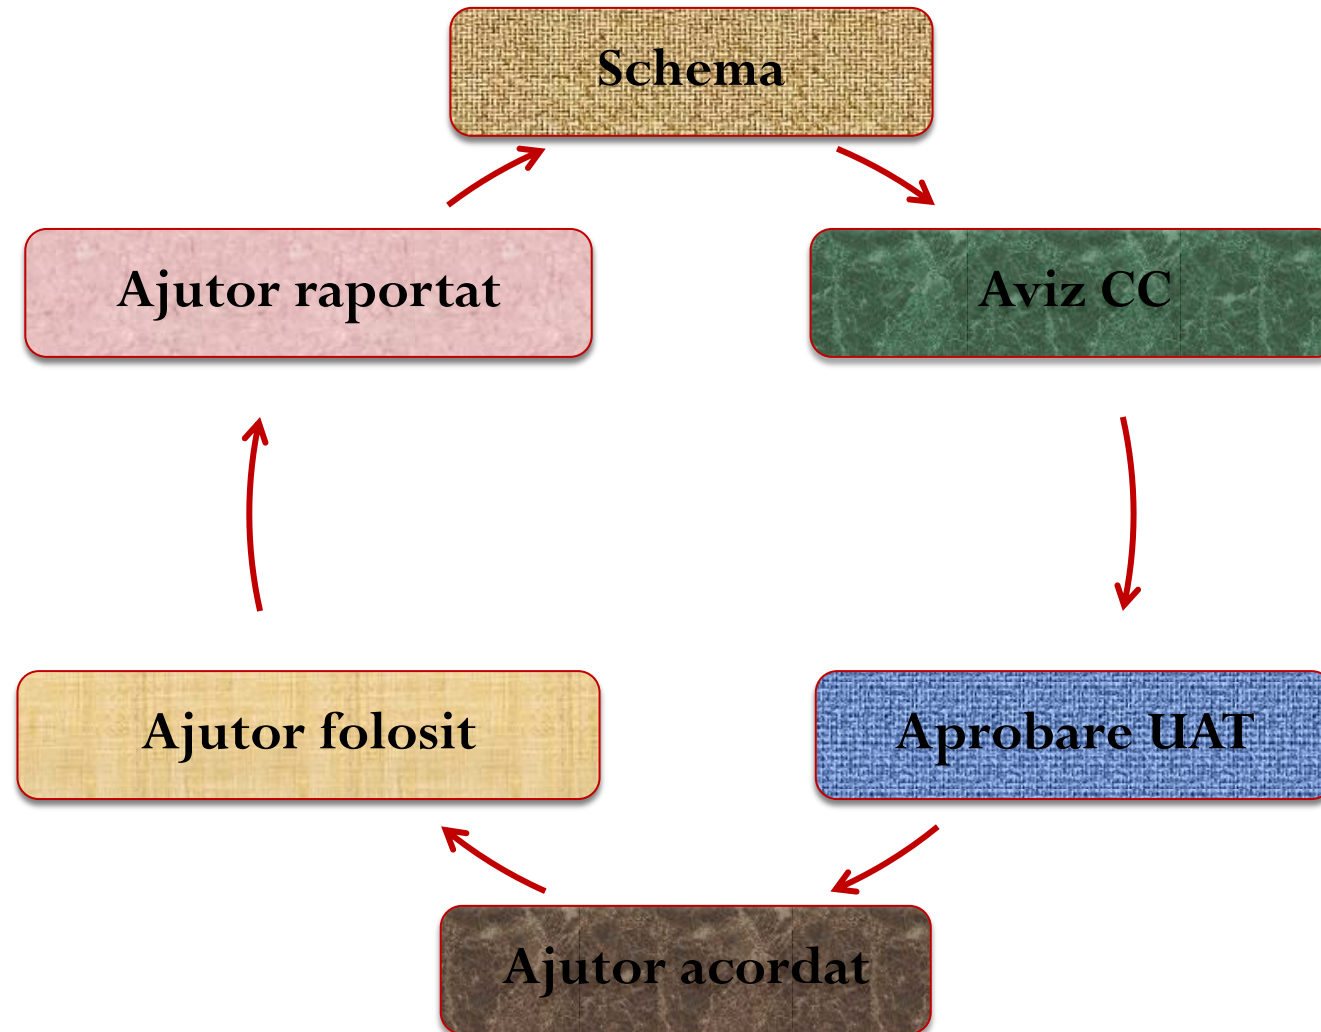 Schema
Ajutor raportat
Aviz CC
Ajutor folosit
Aprobare UAT
Ajutor acordat